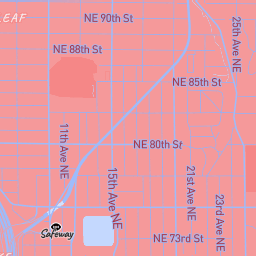 NE 90th St
LEAF
25th Ave NE
NE 88th St
NE 85th St
11th Ave NE
NE 80th St
15th Ave NE
21st Ave NE
23rd Ave NE
Safeway
NE 73rd St